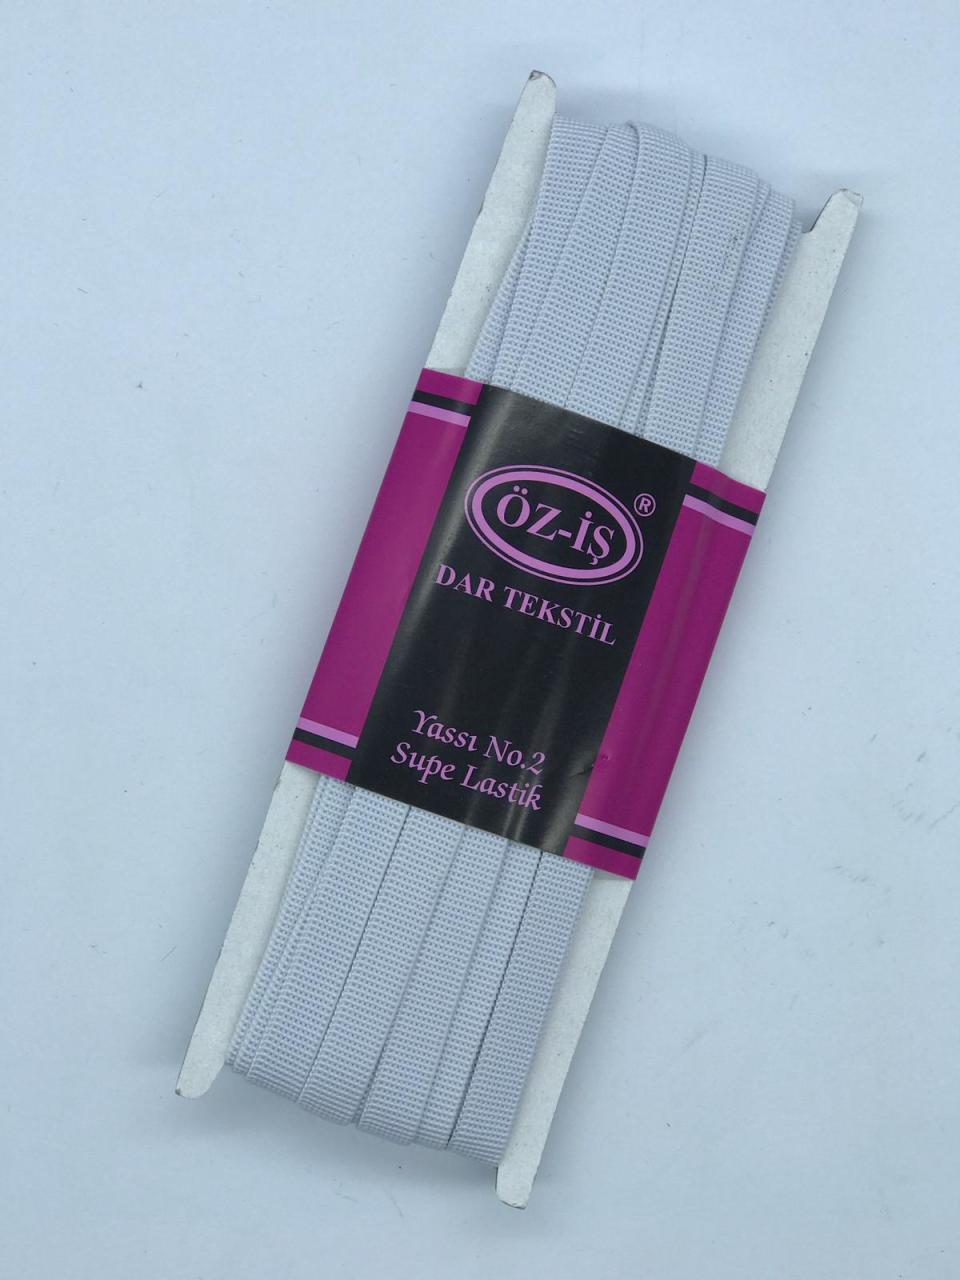 ÖZ-İŞ ®
DAR TEKSTİL
Yassı No.2
Supe Lastik